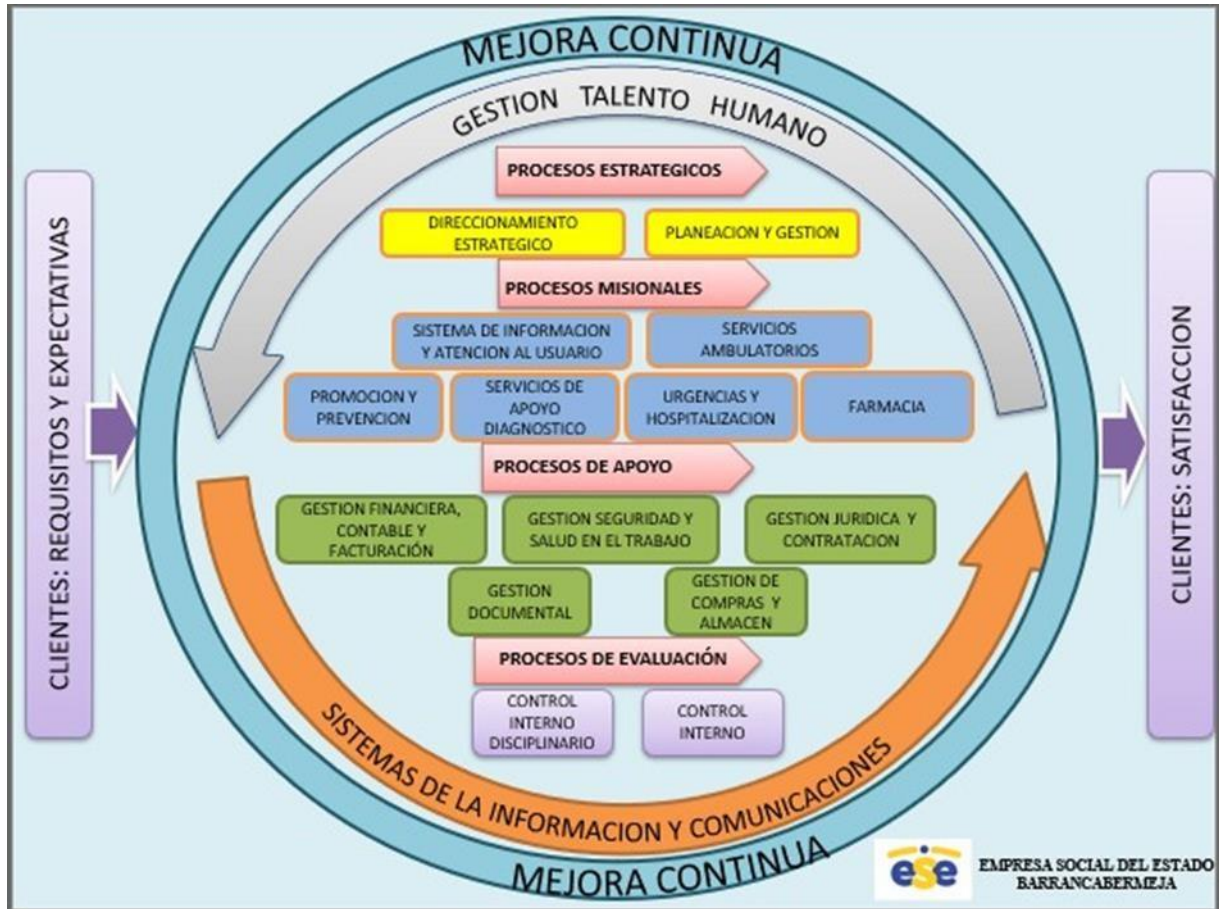 MEJORA CONTINUA
GESTION TALENTO HUMANO
CLIENTES: REQUISITOS Y EXPECTATIVAS
PROCESOS ESTRATEGICOS
DIRECCIONAMIENTO
ESTRATEGICO
PLANEACION Y GESTION
PROCESOS MISIONALES
SISTEMA DE INFORMACION
Y ATENCION AL USUARIO
SERVICIOS
AMBULATORIOS
PROMOCION Y
PREVENCION
SERVICIOS DE
APOYO
DIAGNOSTICO
URGENCIAS Y
HOSPITALIZACION
FARMACIA
PROCESOS DE APOYO
GESTION FINANCIERA,
CONTABLE Y
FACTURACIÓN
GESTION SEGURIDAD Y
SALUD EN EL TRABAJO
GESTION JURIDICA Y
CONTRATACION
GESTION
DOCUMENTAL
GESTION DE
COMPRAS Y
ALMACEN
PROCESOS DE EVALUACIÓN
CONTROL
INTERNO
DISCIPLINARIO
CONTROL
INTERNO
SISTEMAS DE LA INFORMACION Y COMUNICACIONES
MEJORA CONTINUA
CLIENTES: SATISFACCION
ese
EMPRESA SOCIAL DEL ESTADO
BARRANCABERMEJA